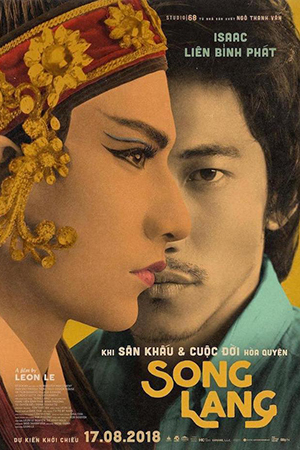 STUDIO68
ISAAC
LIÊN BỈNH PHÁT
KHI SÂN KHẤU & CUỘC ĐỜI HÒA QUYỆN
SONG
LANG
A film by
LEON LE
DỰ KIẾN KHỞI CHIẾU 17.08.2018